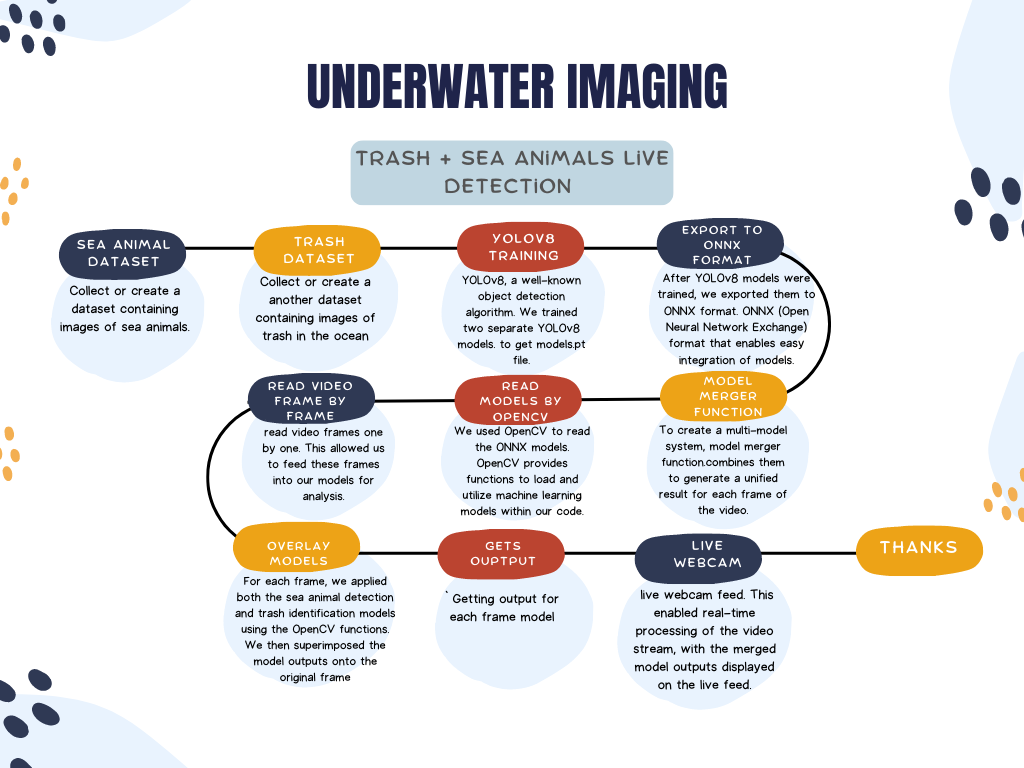 UNDERWATER IMAGING
TRASH + SEA ANIMALS LIVE
DETECTION
SEA ANIMAL
DATASET
Collect or create a
dataset containing
images of sea animals.
TRASH
DATASET
Collect or create a
another dataset
containing images of
trash in the ocean
YOLOV8
TRAINING
YOLOv8, a well-known
object detection
algorithm. We trained
two separate YOLOv8
models. to get models.pt
file.
EXPORT TO
ONNX
FORMAT
After YOLOv8 models were
trained, we exported them to
ONNX format. ONNX (Open
Neural Network Exchange)
format that enables easy
integration of models.
MODEL
MERGER
FUNCTION
To create a multi-model
system, model merger
function.combines them
to generate a unified
result for each frame of
the video.
READ
MODELS BY
OPENCV
We used OpenCV to read
the ONNX models.
OpenCV provides
functions to load and
utilize machine learning
models within our code.
READ VIDEO
FRAME BY
FRAME
read video frames one
by one. This allowed us
to feed these frames
into our models for
analysis.
OVERLAY
MODELS
For each frame, we applied
both the sea animal detection
and trash identification models
using the OpenCV functions.
We then superimposed the
model outputs onto the
original frame
GETS
OUPTPUT
` Getting output for
each frame model
LIVE
WEBCAM
live webcam feed. This
enabled real-time
processing of the video
stream, with the merged
model outputs displayed
on the live feed.
THANKS